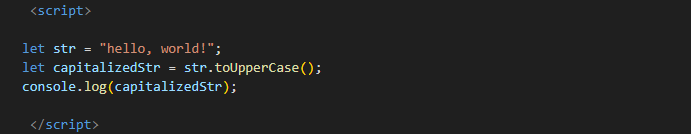 <script>
let str = "hello, world!";
let capitalizedStr = str.toUpperCase();
console.log(capitalizedStr);
</script>